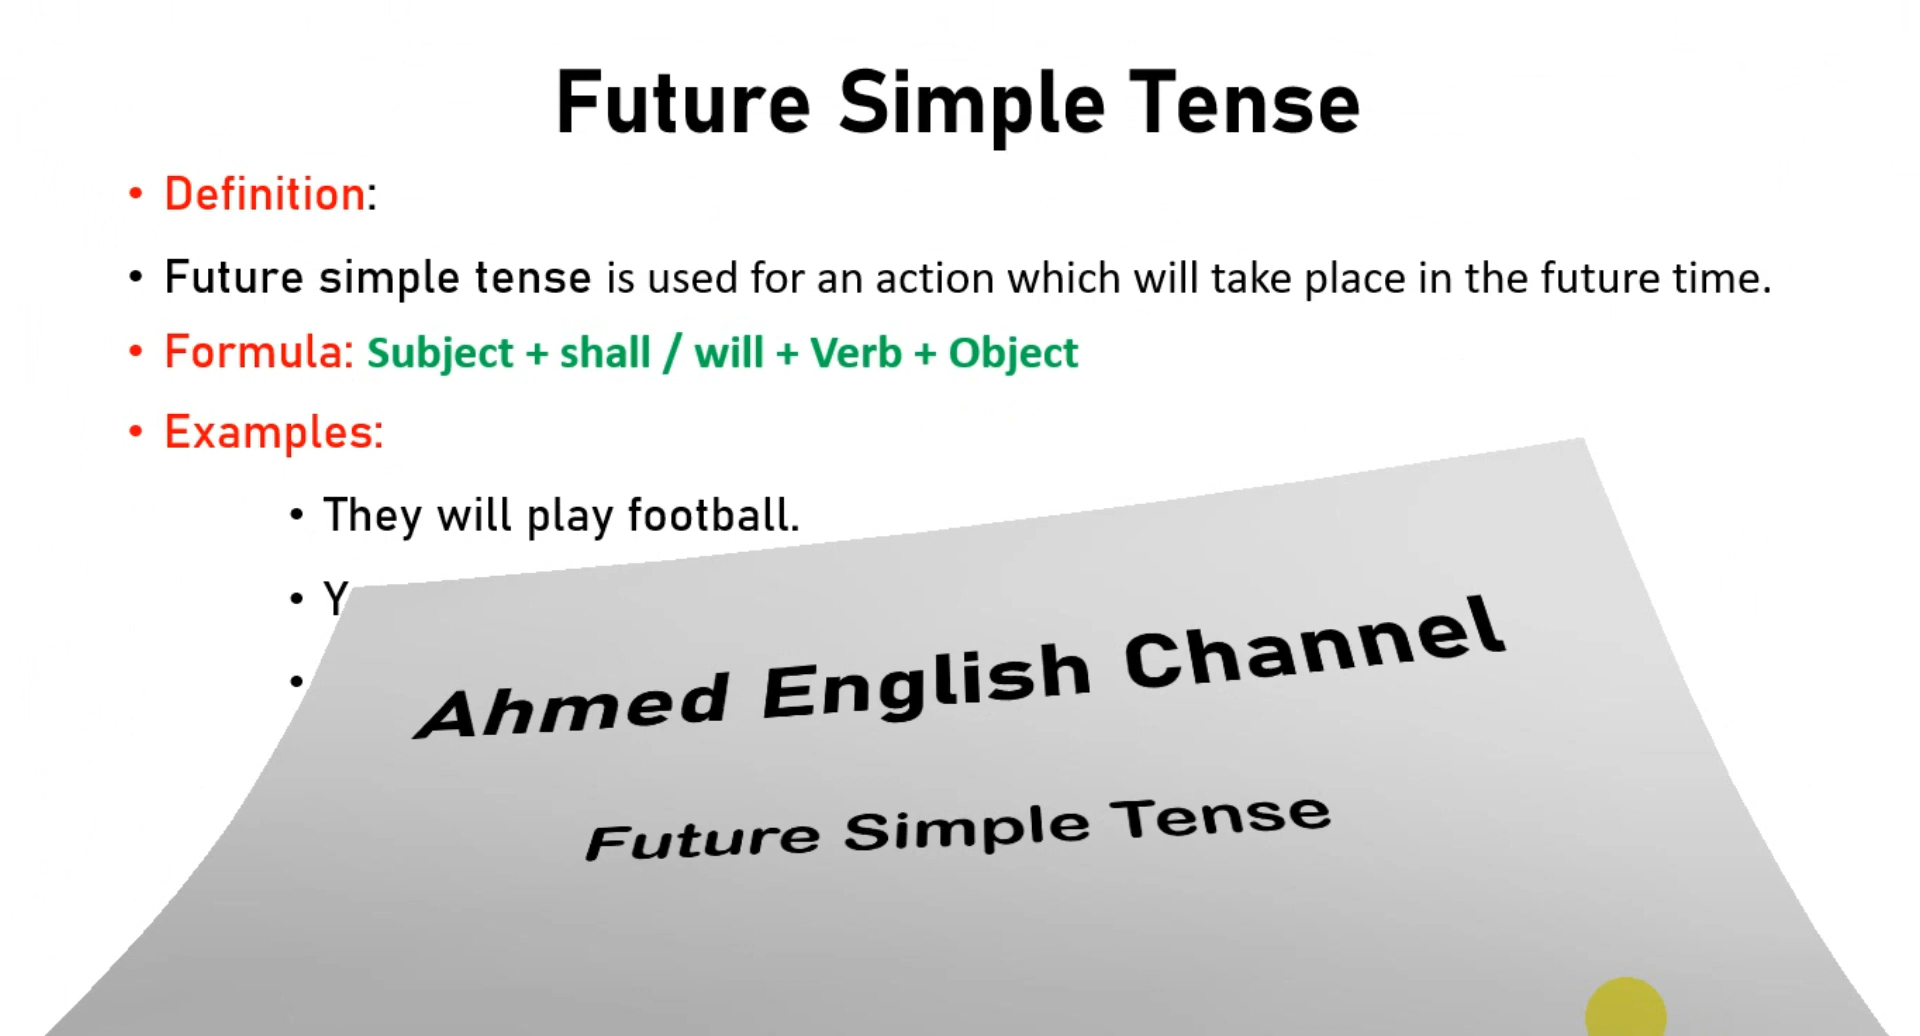 Future Simple Tense
• Definition:
• Future simple tense is used for an action which will take place in the future time.
• Formula: Subject + shall / will + Verb + Object
• Examples:
• They will play football.
• Y
•
Ahmed English Channel
Future Simple Tense